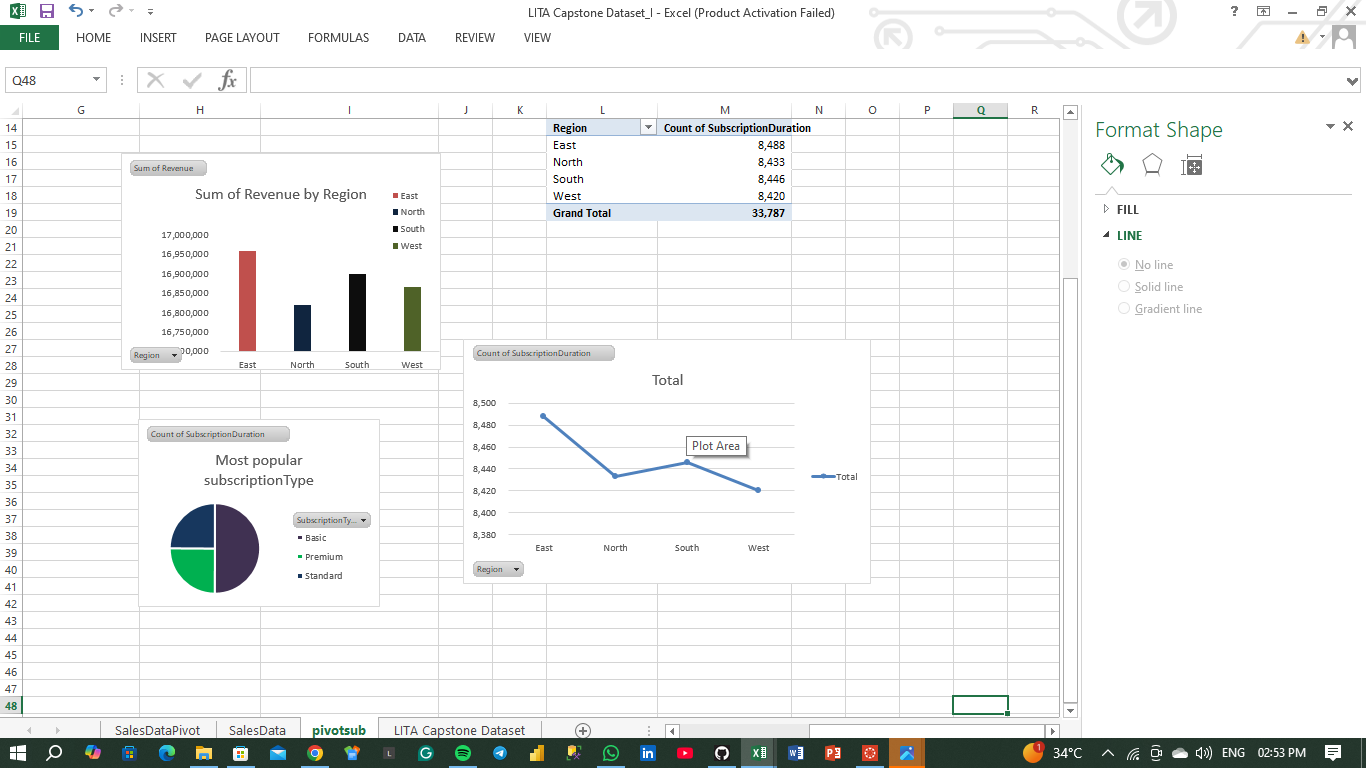 LITA Capstone Dataset_I - Excel (Product Activation Failed)
FILE HOME INSERT PAGE LAYOUT FORMULAS DATA REVIEW VIEW
Q48
fx
G H I J K L M N O P Q R
14 Region Count of SubscriptionDuration
15 East 8,488
16 North 8,433
17 South 8,446
18 West 8,420
19 Grand Total 33,787
20
21
22
23
24
25
26
27
28
29
30
31
32
33
34
35
36
37
38
39
40
41
42
43
44
45
46
47
48
Sum of Revenue
Sum of Revenue by Region
East
North
South
West
17,000,000
16,950,000
16,900,000
16,850,000
16,800,000
16,750,000
00,000
Region
East North South West
Count of SubscriptionDuration
Most popular
subscriptionType
SubscriptionTy...
Basic
Premium
Standard
Count of SubscriptionDuration
Total
8,500
8,480
8,460
8,440
8,420
8,400
8,380
Plot Area
Total
East North South West
Region
Format Shape
FILL
LINE
No line
Solid line
Gradient line
SalesDataPivot SalesData pivotsub LITA Capstone Dataset
1 34°C ENG 02:53 PM